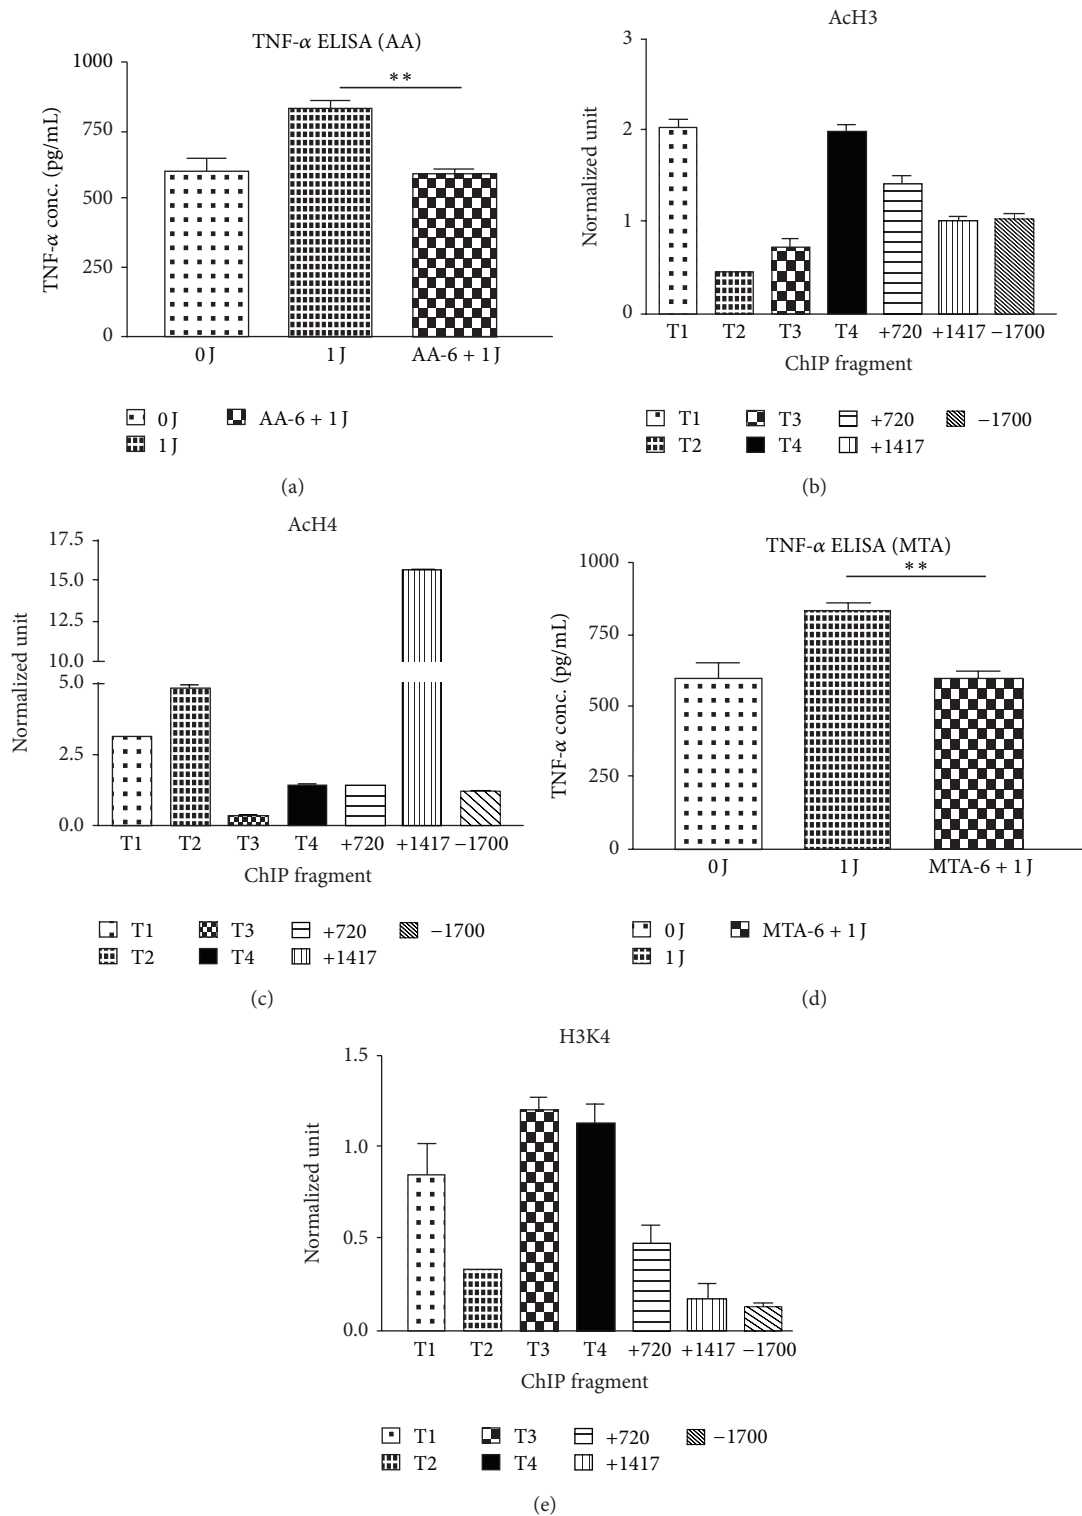 TNF-α ELISA (AA)
1000
750
500
250
0
TNF-α conc. (pg/mL)
**
0 J 1 J AA-6 + 1 J
0 J AA-6 + 1 J
1 J
(a)
AcH3
3
2
1
0
Normalized unit
T1 T2 T3 T4 +720 +1417 −1700
ChIP fragment
T1 T3 +720 −1700
T2 T4 +1417
(b)
AcH4
17.5
15.0
12.5
10.0
5.0
2.5
0.0
Normalized unit
T1 T2 T3 T4 +720 +1417 −1700
ChIP fragment
T1 T3 +720 −1700
T2 T4 +1417
(c)
TNF-α ELISA (MTA)
1000
750
500
250
0
TNF-α conc. (pg/mL)
**
0 J 1 J MTA-6 + 1 J
0 J MTA-6 + 1 J
1 J
(d)
H3K4
1.5
1.0
0.5
0.0
Normalized unit
T1 T2 T3 T4 +720 +1417 −1700
ChIP fragment
T1 T3 +720 −1700
T2 T4 +1417
(e)